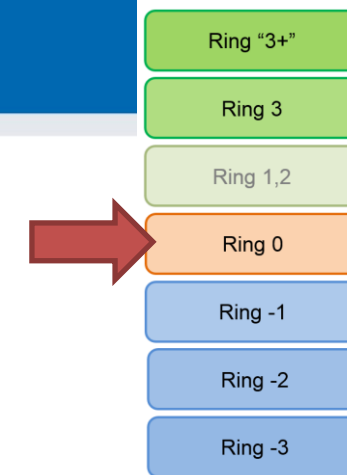 Ring “3+”
Ring 3
Ring 1,2
Ring 0
Ring -1
Ring -2
Ring -3